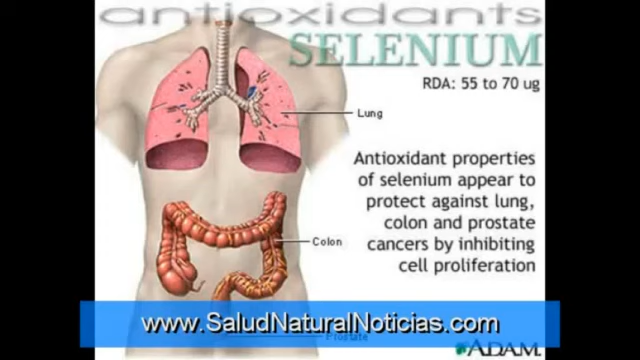 antioxidants
SELENIUM
RDA: 55 to 70 ug
Lung
Antioxidant properties
of selenium appear to
protect against lung,
colon and prostate
cancers by inhibiting
cell proliferation
Colon
www.SaludNaturalNoticias.com
Prostate
ADAM